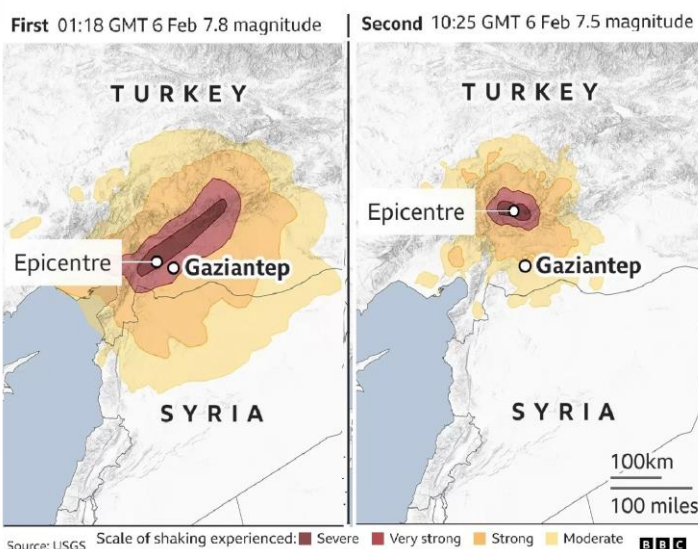 First 01:18 GMT 6 Feb 7.8 magnitude
TURKEY
Epicentre
Gaziantep
SYRIA
Second 10:25 GMT 6 Feb 7.5 magnitude
TURKEY
Epicentre
Gaziantep
SYRIA
100km
100 miles
Source: USGS
Scale of shaking experienced: Severe Very strong Strong Moderate
BBC